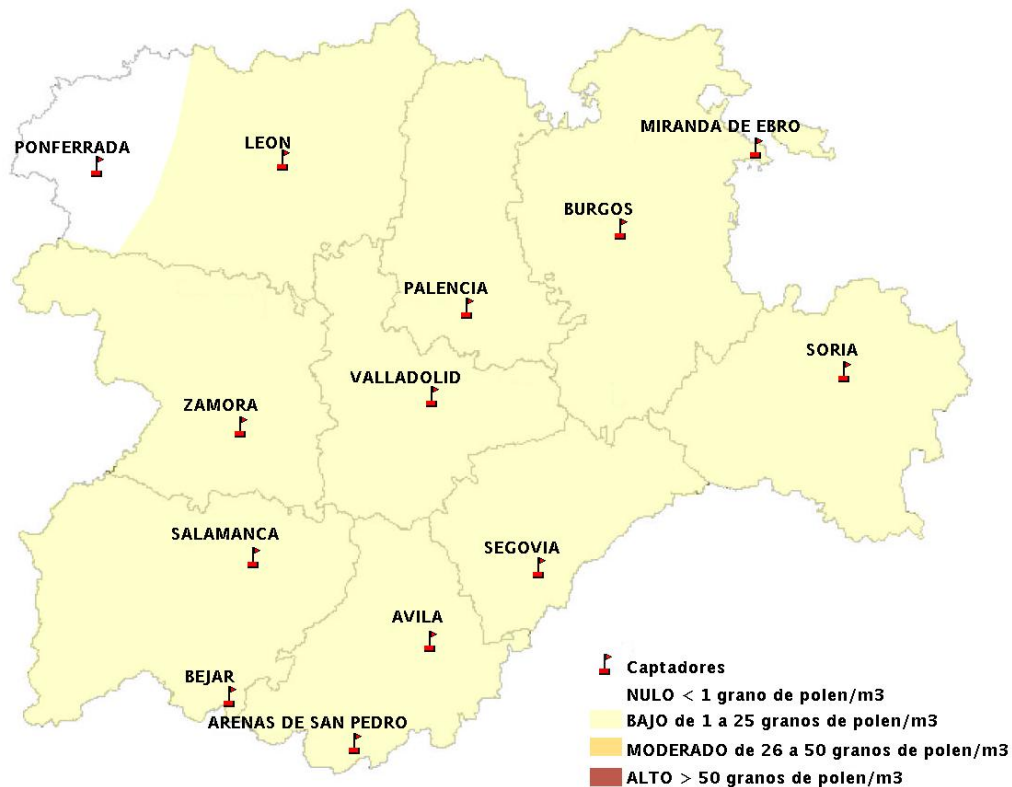 MIRANDA DE EBRO
PONFERRADA
LEON
BURGOS
PALENCIA
SORIA
VALLADOLID
ZAMORA
SALAMANCA
SEGOVIA
AVILA
BEJAR
ARENAS DE SAN PEDRO
Captadores
NULO < 1 grano de polen/m3
BAJO de 1 a 25 granos de polen/m3
MODERADO de 26 a 50 granos de polen/m3
ALTO > 50 granos de polen/m3